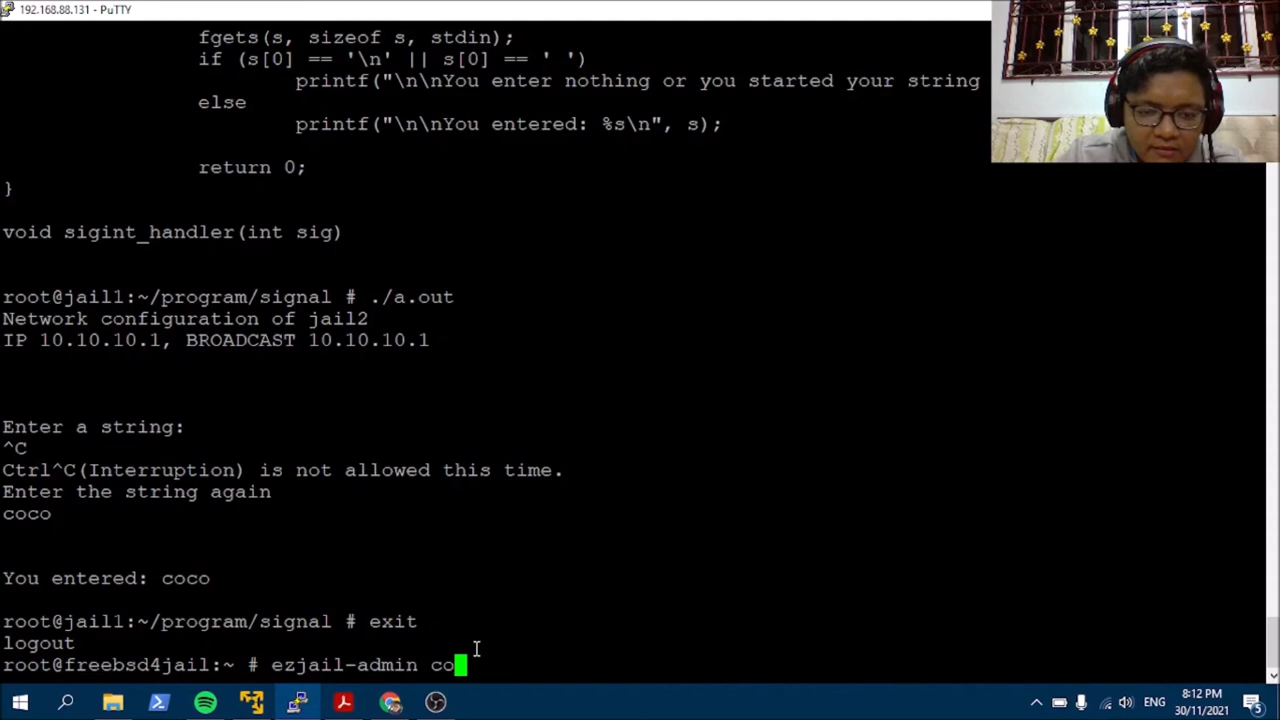 192.168.88.131 - PuTTY
fgets(s, sizeof s, stdin);
if (s[0] == '\n' || s[0] == ' ')
printf("\n\nYou enter nothing or you started your string
else
printf("\n\nYou entered: %s\n", s);
return 0;
}
void sigint_handler(int sig)
root@jail1:~/program/signal # ./a.out
Network configuration of jail2
IP 10.10.10.1, BROADCAST 10.10.10.1
Enter a string:
^C
Ctrl^C(Interruption) is not allowed this time.
Enter the string again
coco
You entered: coco
root@jail1:~/program/signal # exit
logout
root@freebsd4jail:~ # ezjail-admin co
ENG
8:12 PM
30/11/2021
5